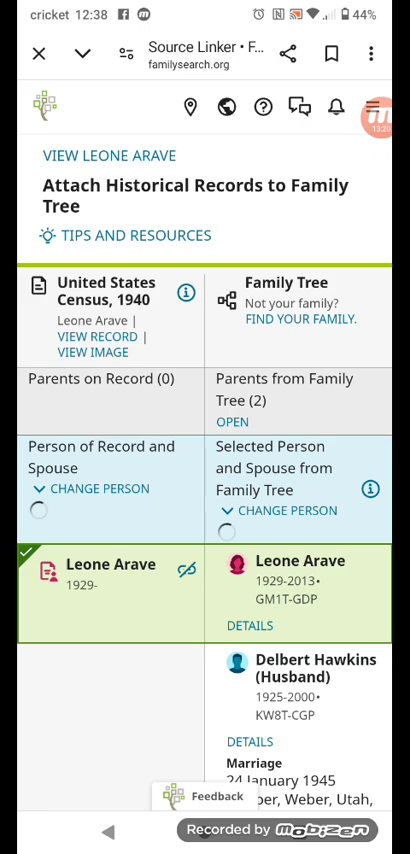 cricket 12:38
44%
Source Linker • F...
familysearch.org
13:20
VIEW LEONE ARAVE
Attach Historical Records to Family
Tree
TIPS AND RESOURCES
United States
Census, 1940
Leone Arave |
VIEW RECORD |
VIEW IMAGE
Family Tree
Not your family?
FIND YOUR FAMILY.
Parents on Record (0)
Parents from Family
Tree (2)
OPEN
Person of Record and
Spouse
CHANGE PERSON
Selected Person
and Spouse from
Family Tree
CHANGE PERSON
Leone Arave
1929-
Leone Arave
1929-2013•
GM1T-GDP
DETAILS
Delbert Hawkins
(Husband)
1925-2000•
KW8T-CGP
DETAILS
Marriage
24 January 1945
ber, Weber, Utah,
Feedback
Recorded by mobizen